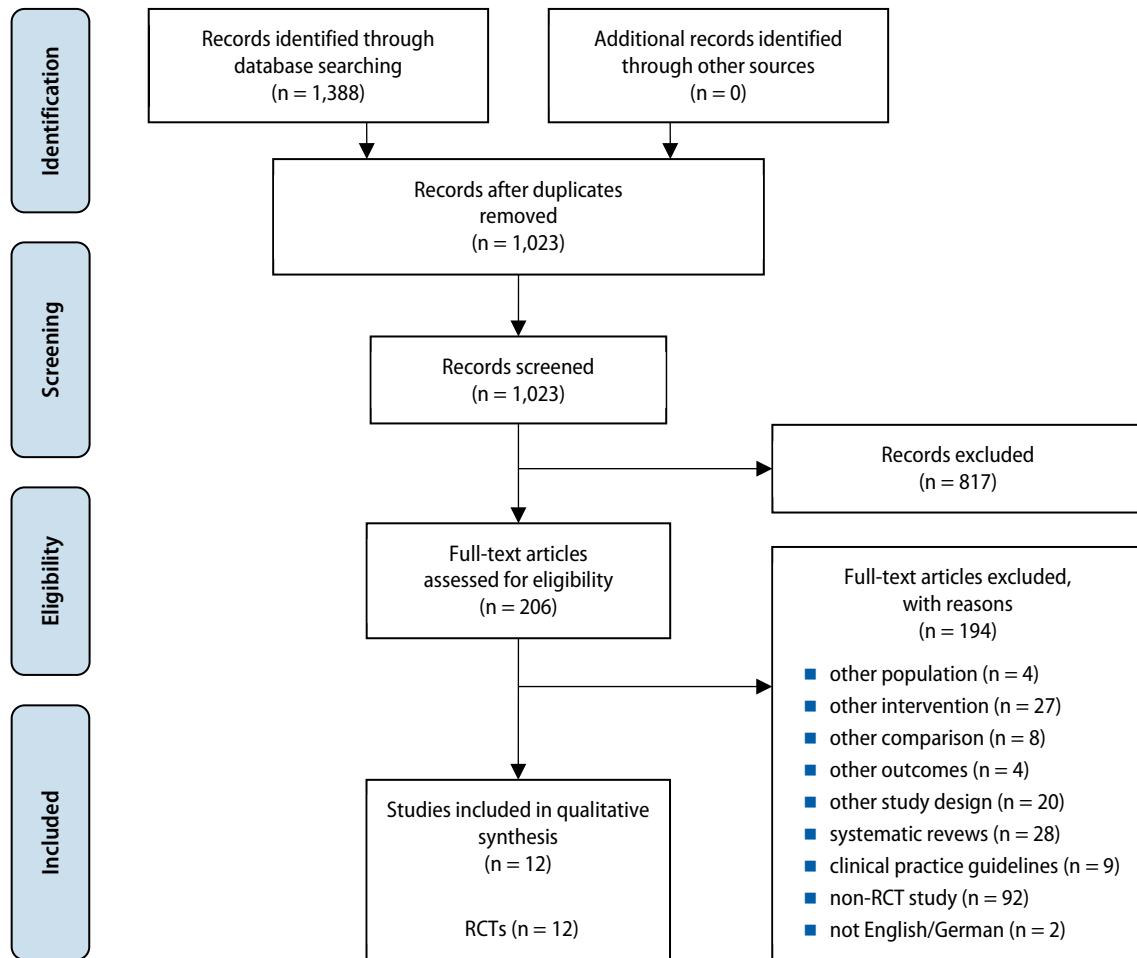 Identification
Records identified through
database searching
(n = 1,388)
Additional records identified
through other sources
(n = 0)
Records after duplicates
removed
(n = 1,023)
Screening
Records screened
(n = 1,023)
Records excluded
(n = 817)
Eligibility
Full-text articles
assessed for eligibility
(n = 206)
Full-text articles excluded,
with reasons
(n = 194)
other population (n = 4)
other intervention (n = 27)
other comparison (n = 8)
other outcomes (n = 4)
other study design (n = 20)
systematic revews (n = 28)
clinical practice guidelines (n = 9)
non-RCT study (n = 92)
not English/German (n = 2)
Included
Studies included in qualitative
synthesis
(n = 12)
RCTs (n = 12)